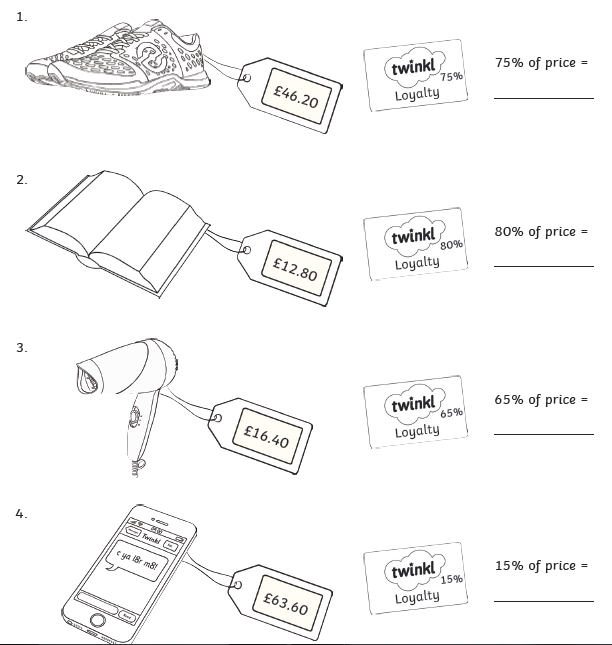 1.
£46.20
twinkl
75%
Loyalty
75% of price =
2.
£12.80
twinkl
80%
Loyalty
80% of price =
3.
£16.40
twinkl
65%
Loyalty
65% of price =
4.
Twinkl
c ya l8r m8!
£63.60
twinkl
15%
Loyalty
15% of price =